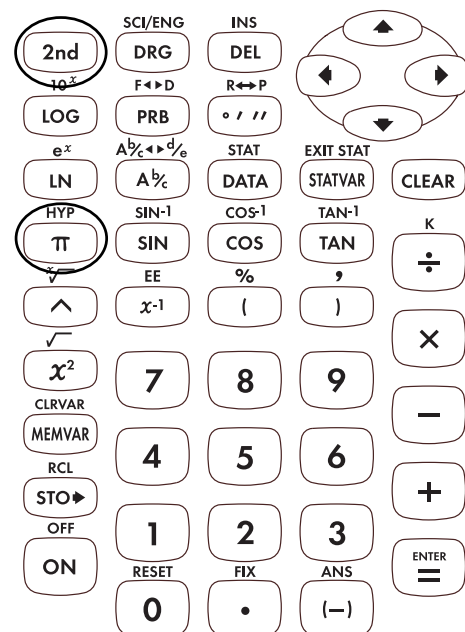 SCI/ENG INS
2nd DRG DEL
10ˣ F◂▸D R↔P
LOG PRB ° ′ ″
eˣ Ab/c◂▸d/e STAT EXIT STAT
LN Ab/c DATA STATVAR CLEAR
HYP SIN-1 COS-1 TAN-1 K
π SIN COS TAN ÷
ˣ√ EE % ,
^ x-1 ( ) ×
√
x² 7 8 9 −
CLRVAR
MEMVAR 4 5 6
RCL
STO▸ +
OFF
ON 1 2 3 ENTER =
RESET FIX ANS
0 . (−)